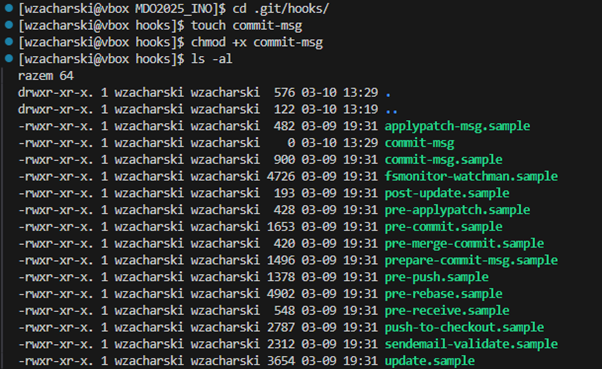 [wzacharski@vbox MDO2025_INO]$ cd .git/hooks/
[wzacharski@vbox hooks]$ touch commit-msg
[wzacharski@vbox hooks]$ chmod +x commit-msg
[wzacharski@vbox hooks]$ ls -al
razem 64
drwxr-xr-x. 1 wzacharski wzacharski  576 03-10 13:29 .
drwxr-xr-x. 1 wzacharski wzacharski  122 03-10 13:19 ..
-rwxr-xr-x. 1 wzacharski wzacharski  482 03-09 19:31 applypatch-msg.sample
-rwxr-xr-x. 1 wzacharski wzacharski    0 03-10 13:29 commit-msg
-rwxr-xr-x. 1 wzacharski wzacharski  900 03-09 19:31 commit-msg.sample
-rwxr-xr-x. 1 wzacharski wzacharski 4726 03-09 19:31 fsmonitor-watchman.sample
-rwxr-xr-x. 1 wzacharski wzacharski  193 03-09 19:31 post-update.sample
-rwxr-xr-x. 1 wzacharski wzacharski  428 03-09 19:31 pre-applypatch.sample
-rwxr-xr-x. 1 wzacharski wzacharski 1653 03-09 19:31 pre-commit.sample
-rwxr-xr-x. 1 wzacharski wzacharski  420 03-09 19:31 pre-merge-commit.sample
-rwxr-xr-x. 1 wzacharski wzacharski 1496 03-09 19:31 prepare-commit-msg.sample
-rwxr-xr-x. 1 wzacharski wzacharski 1378 03-09 19:31 pre-push.sample
-rwxr-xr-x. 1 wzacharski wzacharski 4902 03-09 19:31 pre-rebase.sample
-rwxr-xr-x. 1 wzacharski wzacharski  548 03-09 19:31 pre-receive.sample
-rwxr-xr-x. 1 wzacharski wzacharski 2787 03-09 19:31 push-to-checkout.sample
-rwxr-xr-x. 1 wzacharski wzacharski 2312 03-09 19:31 sendemail-validate.sample
-rwxr-xr-x. 1 wzacharski wzacharski 3654 03-09 19:31 update.sample